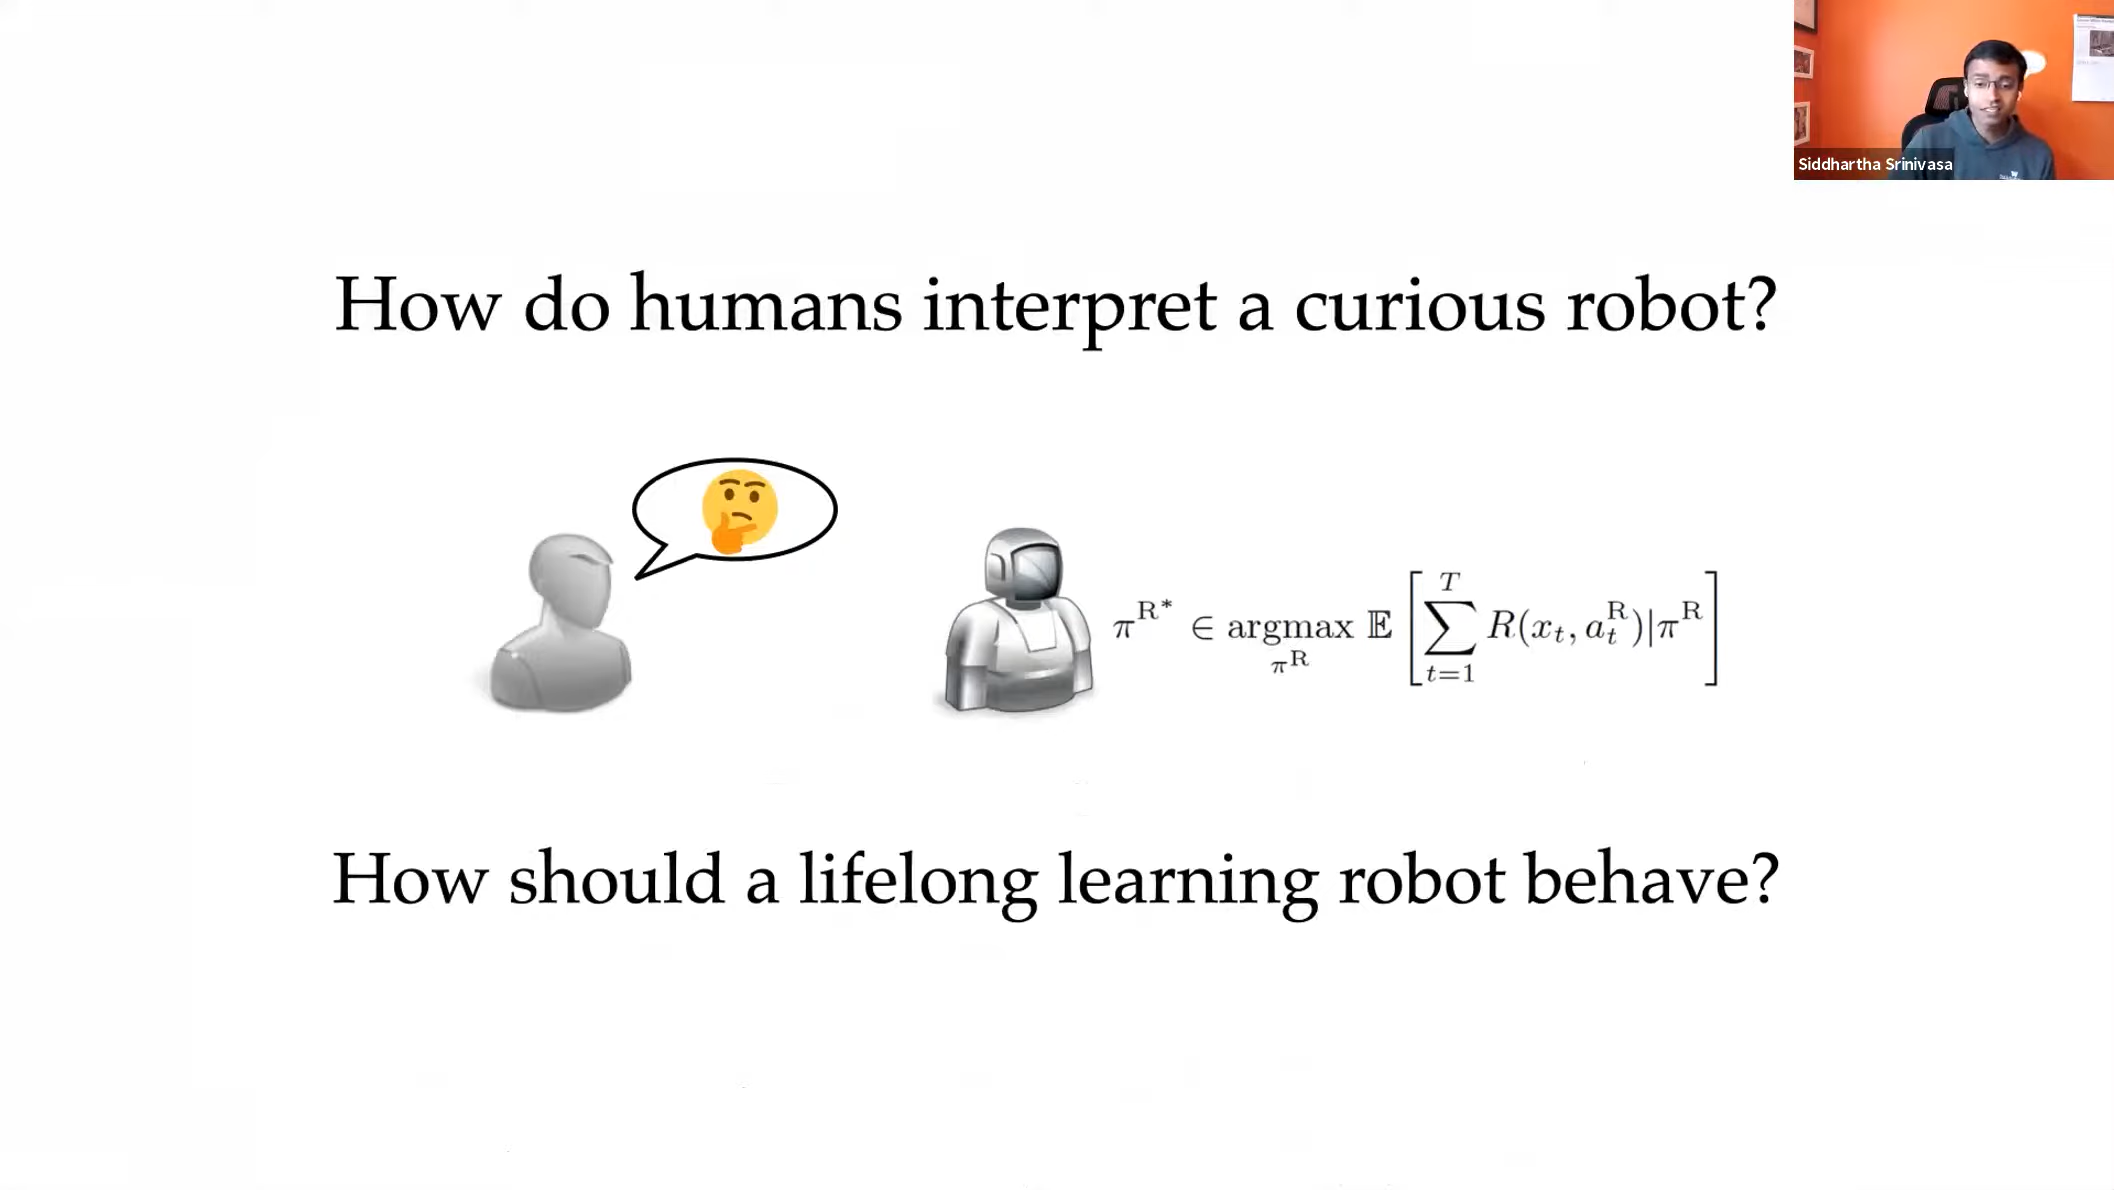 Siddhartha Srinivasa
How do humans interpret a curious robot?
π^{R*} ∈ argmax_{π^R} 𝔼 [ ∑_{t=1}^{T} R(x_t, a_t^R) | π^R ]
How should a lifelong learning robot behave?